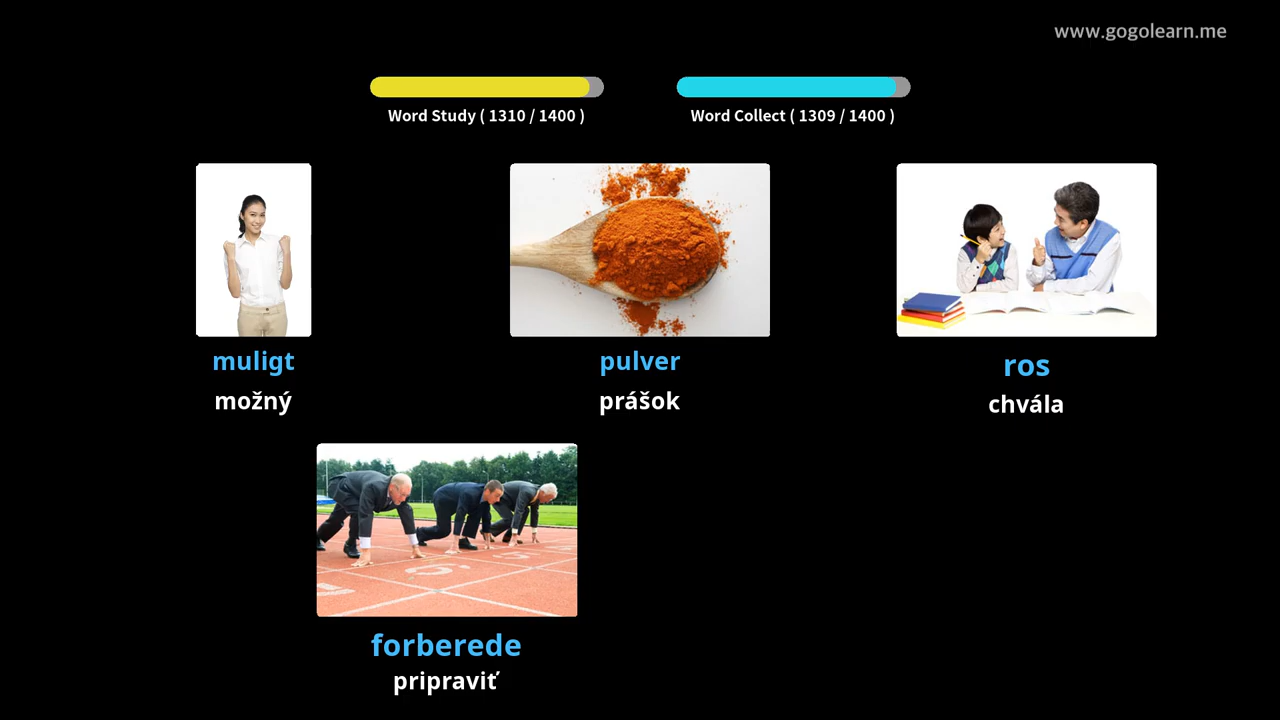 www.gogolearn.me
Word Study ( 1310 / 1400 )
Word Collect ( 1309 / 1400 )
muligt
možný
pulver
prášok
ros
chvála
forberede
pripraviť